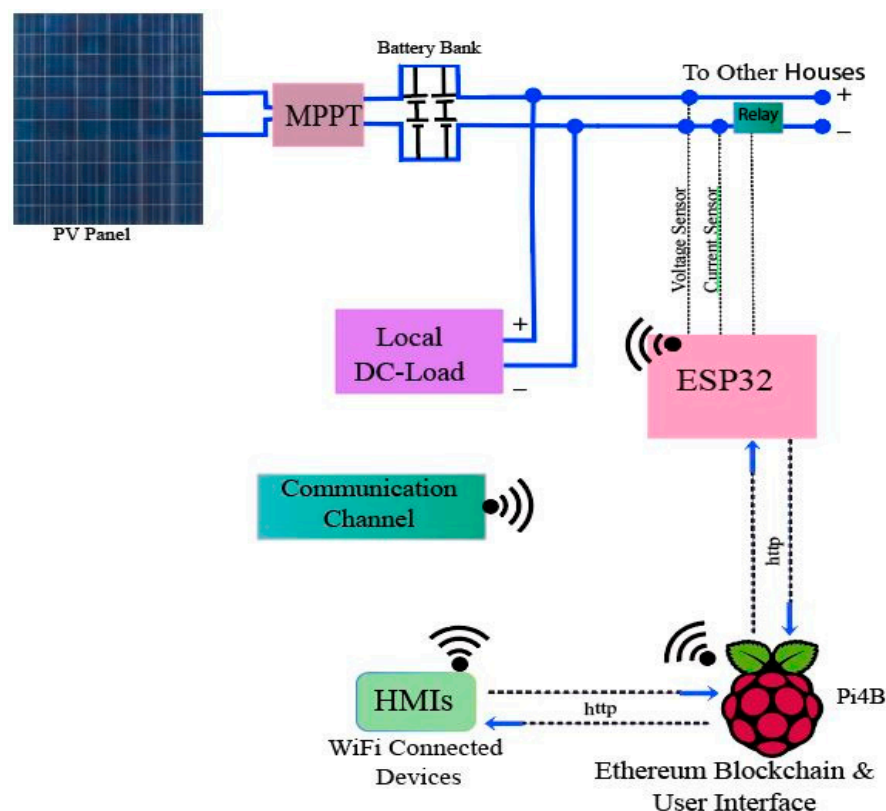 Battery Bank
To Other Houses
+
MPPT
Relay
−
PV Panel
Voltage Sensor
Current Sensor
+
Local
DC-Load
−
ESP32
Communication
Channel
http
HMIs
http
Pi4B
WiFi Connected
Devices
Ethereum Blockchain &
User Interface